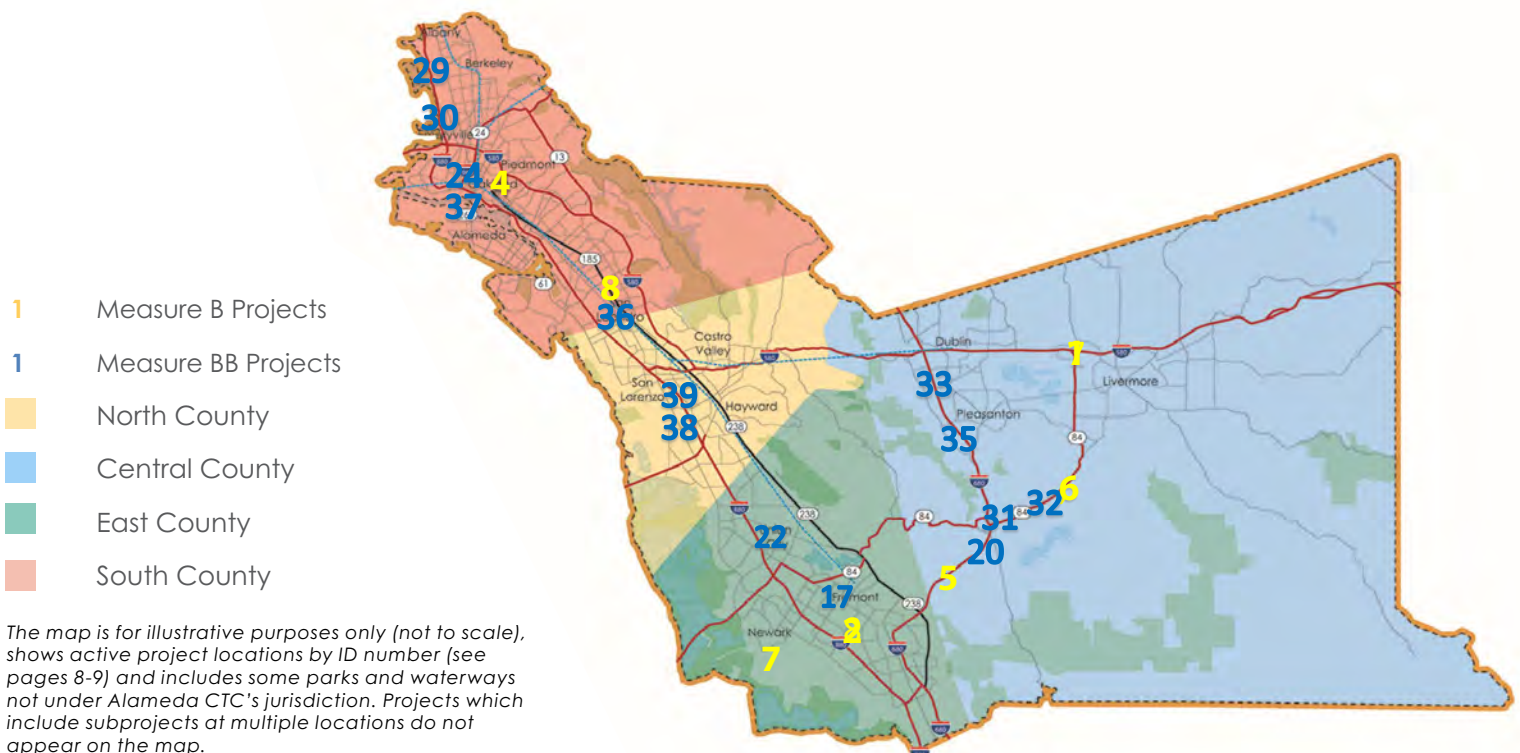 Albany
Berkeley
29
30
24
13
24
Piedmont
4
37
Alameda
185
61
8
36
1 Measure B Projects
1 Measure BB Projects
North County
Central County
East County
South County
Castro
Valley
580
Dublin
1
580
Livermore
33
San
Lorenzo
39
Hayward
Pleasanton
38
238
35
84
680
6
32
31
84
84
238
22
20
5
84
17
Fremont
238
Newark
2
7
The map is for illustrative purposes only (not to scale),
shows active project locations by ID number (see
pages 8-9) and includes some parks and waterways
not under Alameda CTC's jurisdiction. Projects which
include subprojects at multiple locations do not
appear on the map.